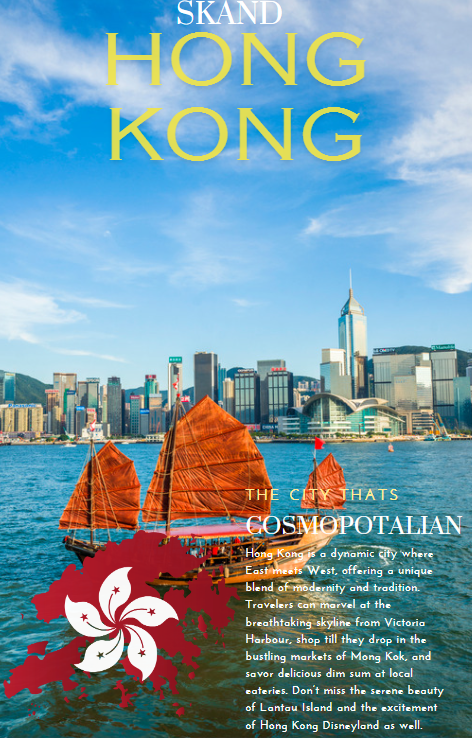 SKAND
HONG
KONG
THE CITY THATS
COSMOPOTALIAN
Hong Kong is a dynamic city where
East meets West, offering a unique
blend of modernity and tradition.
Travelers can marvel at the
breathtaking skyline from Victoria
Harbour, shop till they drop in the
bustling markets of Mong Kok, and
savor delicious dim sum at local
eateries. Don't miss the serene beauty
of Lantau Island and the excitement
of Hong Kong Disneyland as well.